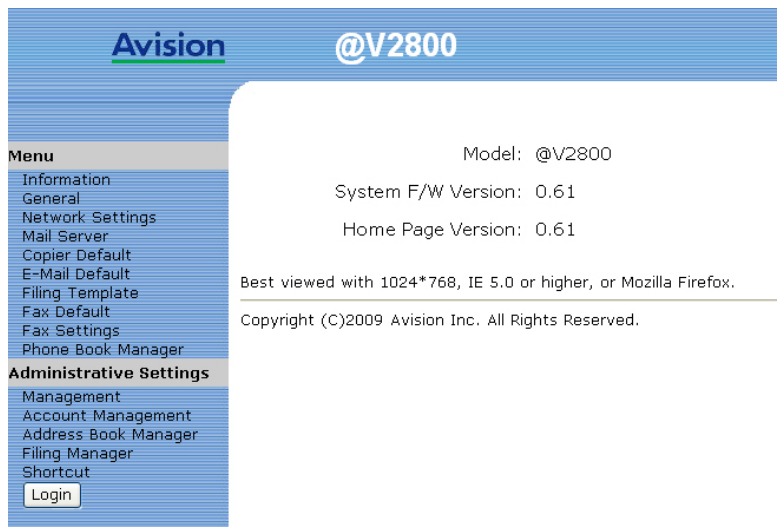 Avision
@V2800
Menu
Information
General
Network Settings
Mail Server
Copier Default
E-Mail Default
Filing Template
Fax Default
Fax Settings
Phone Book Manager
Administrative Settings
Management
Account Management
Address Book Manager
Filing Manager
Shortcut
Login
Model: @V2800
System F/W Version: 0.61
Home Page Version: 0.61
Best viewed with 1024*768, IE 5.0 or higher, or Mozilla Firefox.
Copyright (C)2009 Avision Inc. All Rights Reserved.